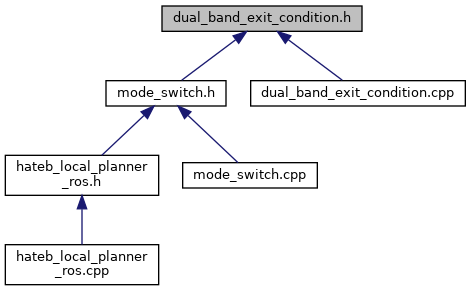 dual_band_exit_condition.h
mode_switch.h
dual_band_exit_condition.cpp
hateb_local_planner
_ros.h
mode_switch.cpp
hateb_local_planner
_ros.cpp